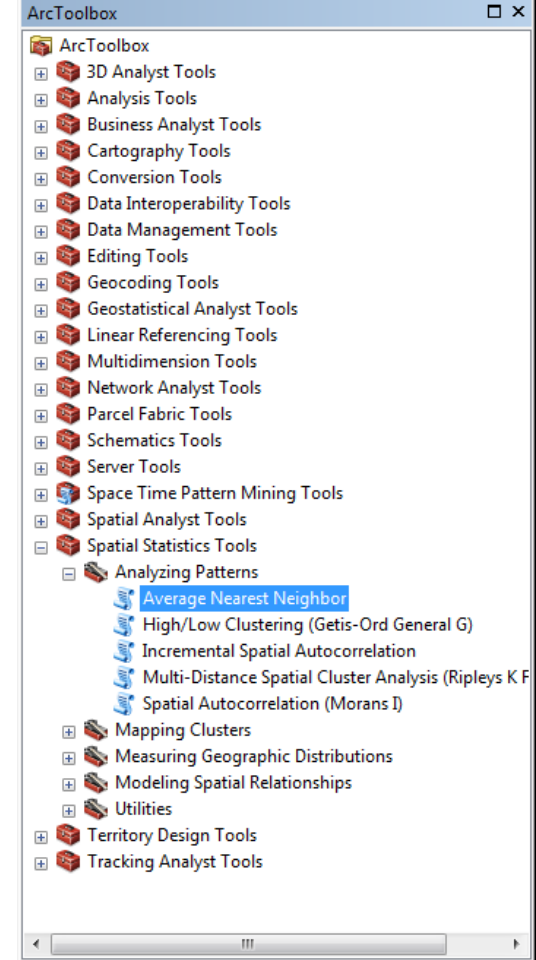 ArcToolbox
ArcToolbox
3D Analyst Tools
Analysis Tools
Business Analyst Tools
Cartography Tools
Conversion Tools
Data Interoperability Tools
Data Management Tools
Editing Tools
Geocoding Tools
Geostatistical Analyst Tools
Linear Referencing Tools
Multidimension Tools
Network Analyst Tools
Parcel Fabric Tools
Schematics Tools
Server Tools
Space Time Pattern Mining Tools
Spatial Analyst Tools
Spatial Statistics Tools
Analyzing Patterns
Average Nearest Neighbor
High/Low Clustering (Getis-Ord General G)
Incremental Spatial Autocorrelation
Multi-Distance Spatial Cluster Analysis (Ripleys K F
Spatial Autocorrelation (Morans I)
Mapping Clusters
Measuring Geographic Distributions
Modeling Spatial Relationships
Utilities
Territory Design Tools
Tracking Analyst Tools